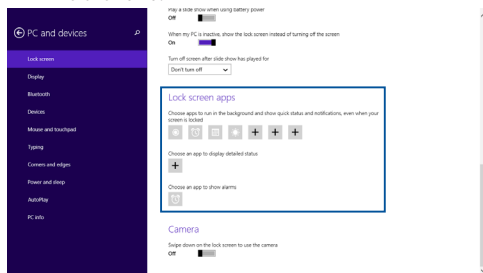 Play a slide show when using battery power
Off
PC and devices
When my PC is inactive, show the lock screen instead of turning off the screen
On
Lock screen
Turn off screen after slide show has played for
Don't turn off
Display
Bluetooth
Lock screen apps
Devices
Choose apps to run in the background and show quick status and notifications, even when your
screen is locked
Mouse and touchpad
Typing
Choose an app to display detailed status
Corners and edges
Power and sleep
Choose an app to show alarms
AutoPlay
PC info
Camera
Swipe down on the lock screen to use the camera
Off